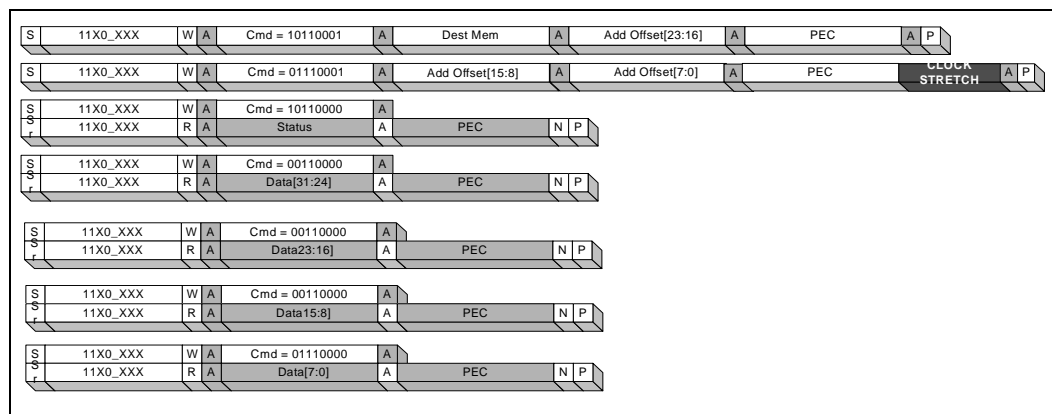 S 11X0_XXX W A Cmd = 10110001 A Dest Mem A Add Offset[23:16] A PEC A P
S 11X0_XXX W A Cmd = 01110001 A Add Offset[15:8] A Add Offset[7:0] A PEC CLOCK STRETCH A P
S 11X0_XXX W A Cmd = 10110000 A
Sr 11X0_XXX R A Status A PEC N P
S 11X0_XXX W A Cmd = 00110000 A
Sr 11X0_XXX R A Data[31:24] A PEC N P
S 11X0_XXX W A Cmd = 00110000 A
Sr 11X0_XXX R A Data23:16] A PEC N P
S 11X0_XXX W A Cmd = 00110000 A
Sr 11X0_XXX R A Data15:8] A PEC N P
S 11X0_XXX W A Cmd = 01110000 A
Sr 11X0_XXX R A Data[7:0] A PEC N P